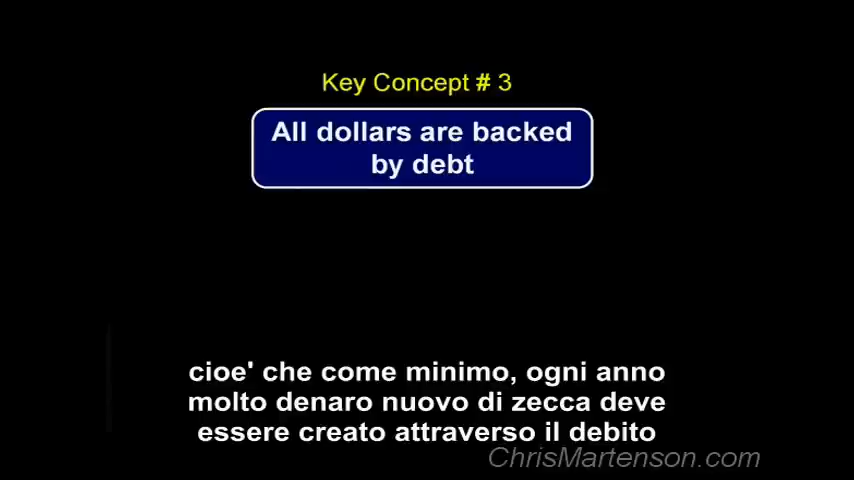 Key Concept # 3
All dollars are backed
by debt
cioe' che come minimo, ogni anno
molto denaro nuovo di zecca deve
essere creato attraverso il debito
ChrisMartenson.com